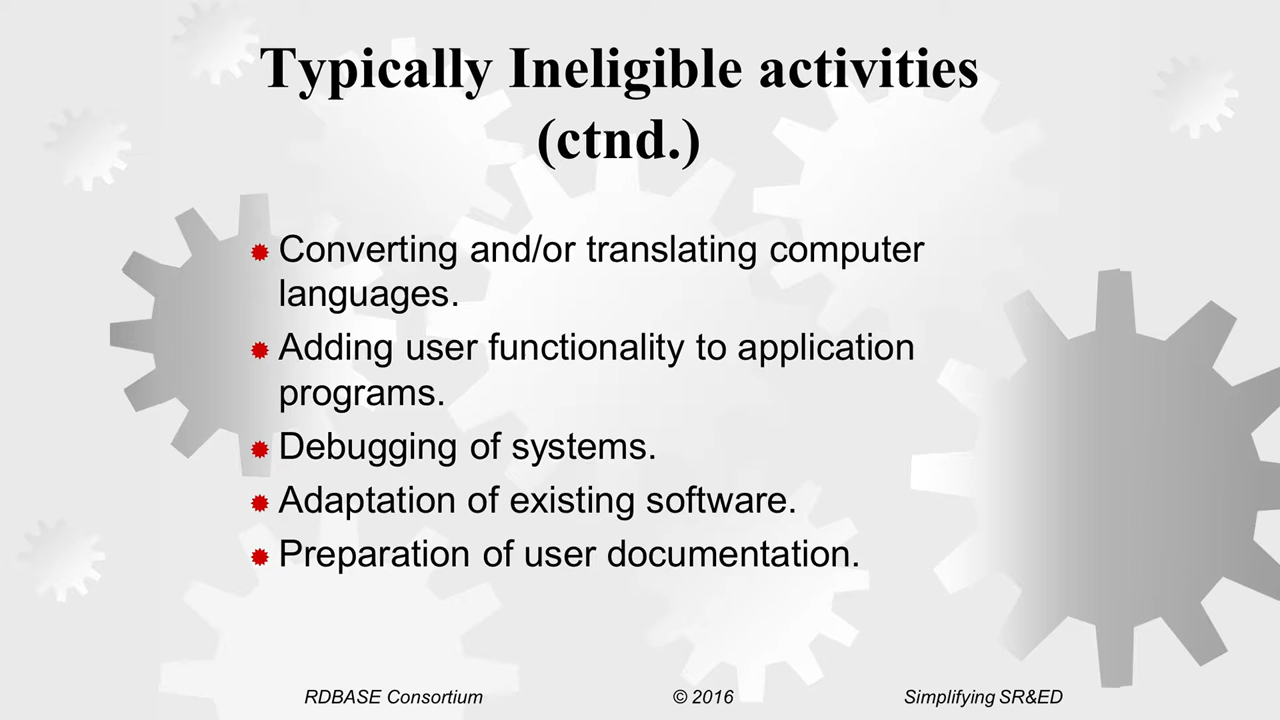 Typically Ineligible activities
(ctnd.)
Converting and/or translating computer
languages.
Adding user functionality to application
programs.
Debugging of systems.
Adaptation of existing software.
Preparation of user documentation.
RDBASE Consortium © 2016 Simplifying SR&ED